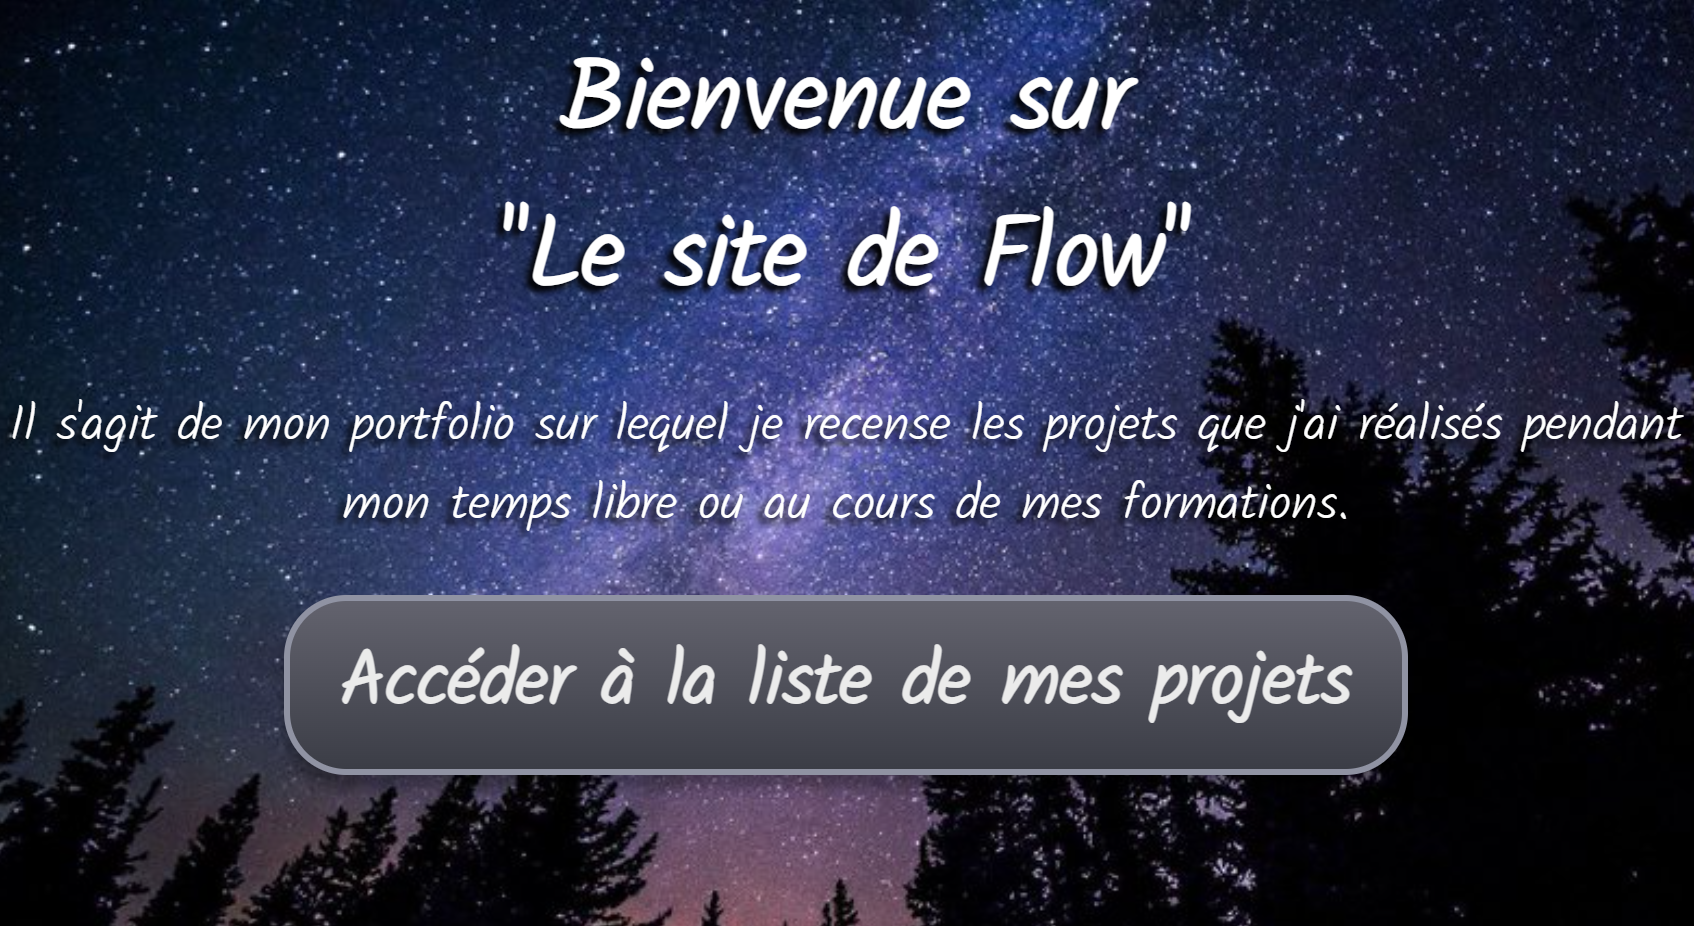 Bienvenue sur
"Le site de Flow"
Il s'agit de mon portfolio sur lequel je recense les projets que j'ai réalisés pendant
mon temps libre ou au cours de mes formations.
Accéder à la liste de mes projets